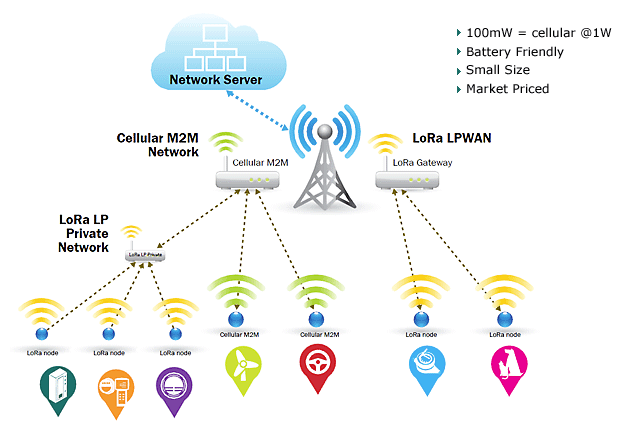 100mW = cellular @1W
Battery Friendly
Small Size
Market Priced
Network Server
Cellular M2M
Network
Cellular M2M
LoRa LPWAN
LoRa Gateway
LoRa LP
Private
Network
LoRa LP Private
LoRa node
LoRa node
LoRa node
Cellular M2M
Cellular M2M
LoRa node
LoRa node